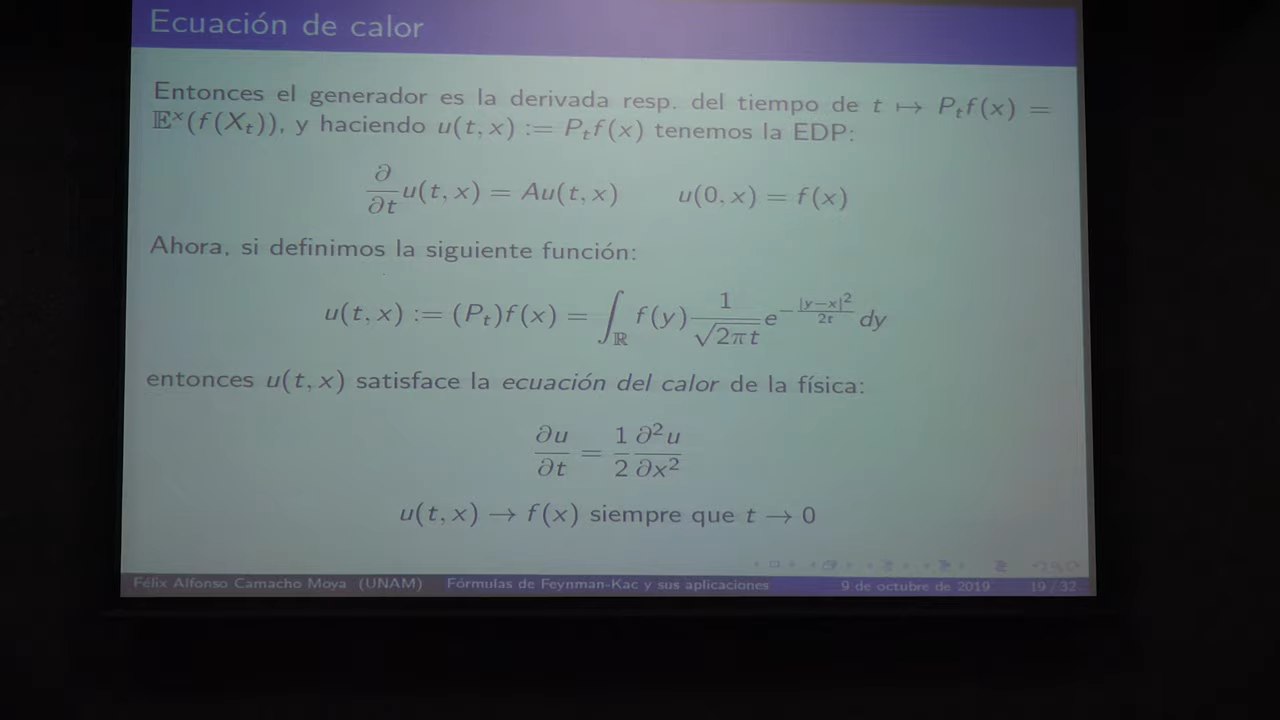 Ecuación de calor
Entonces el generador es la derivada resp. del tiempo de t ↦ P_t f(x) =
𝔼^x(f(X_t)), y haciendo u(t, x) := P_t f(x) tenemos la EDP:
∂/∂t u(t, x) = Au(t, x)    u(0, x) = f(x)
Ahora, si definimos la siguiente función:
u(t, x) := (P_t)f(x) = ∫_ℝ f(y) 1/√(2πt) e^{−|y−x|²/2t} dy
entonces u(t, x) satisface la ecuación del calor de la física:
∂u/∂t = 1/2 ∂²u/∂x²
u(t, x) → f(x) siempre que t → 0
Félix Alfonso Camacho Moya (UNAM) Fórmulas de Feynman-Kac y sus aplicaciones 9 de octubre de 2019 19 / 32